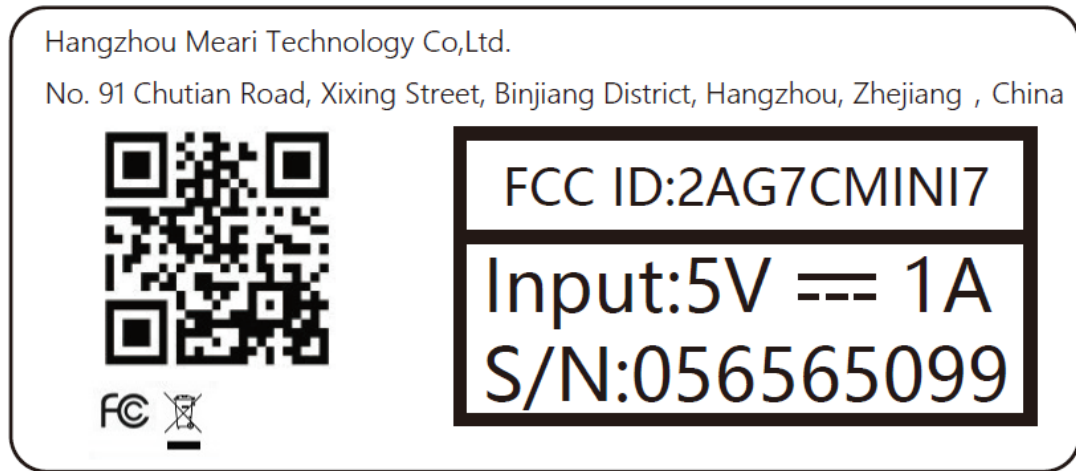 Hangzhou Meari Technology Co,Ltd.
No. 91 Chutian Road, Xixing Street, Binjiang District, Hangzhou, Zhejiang , China
FCC ID:2AG7CMINI7
Input:5V ⎓ 1A
S/N:056565099
FC